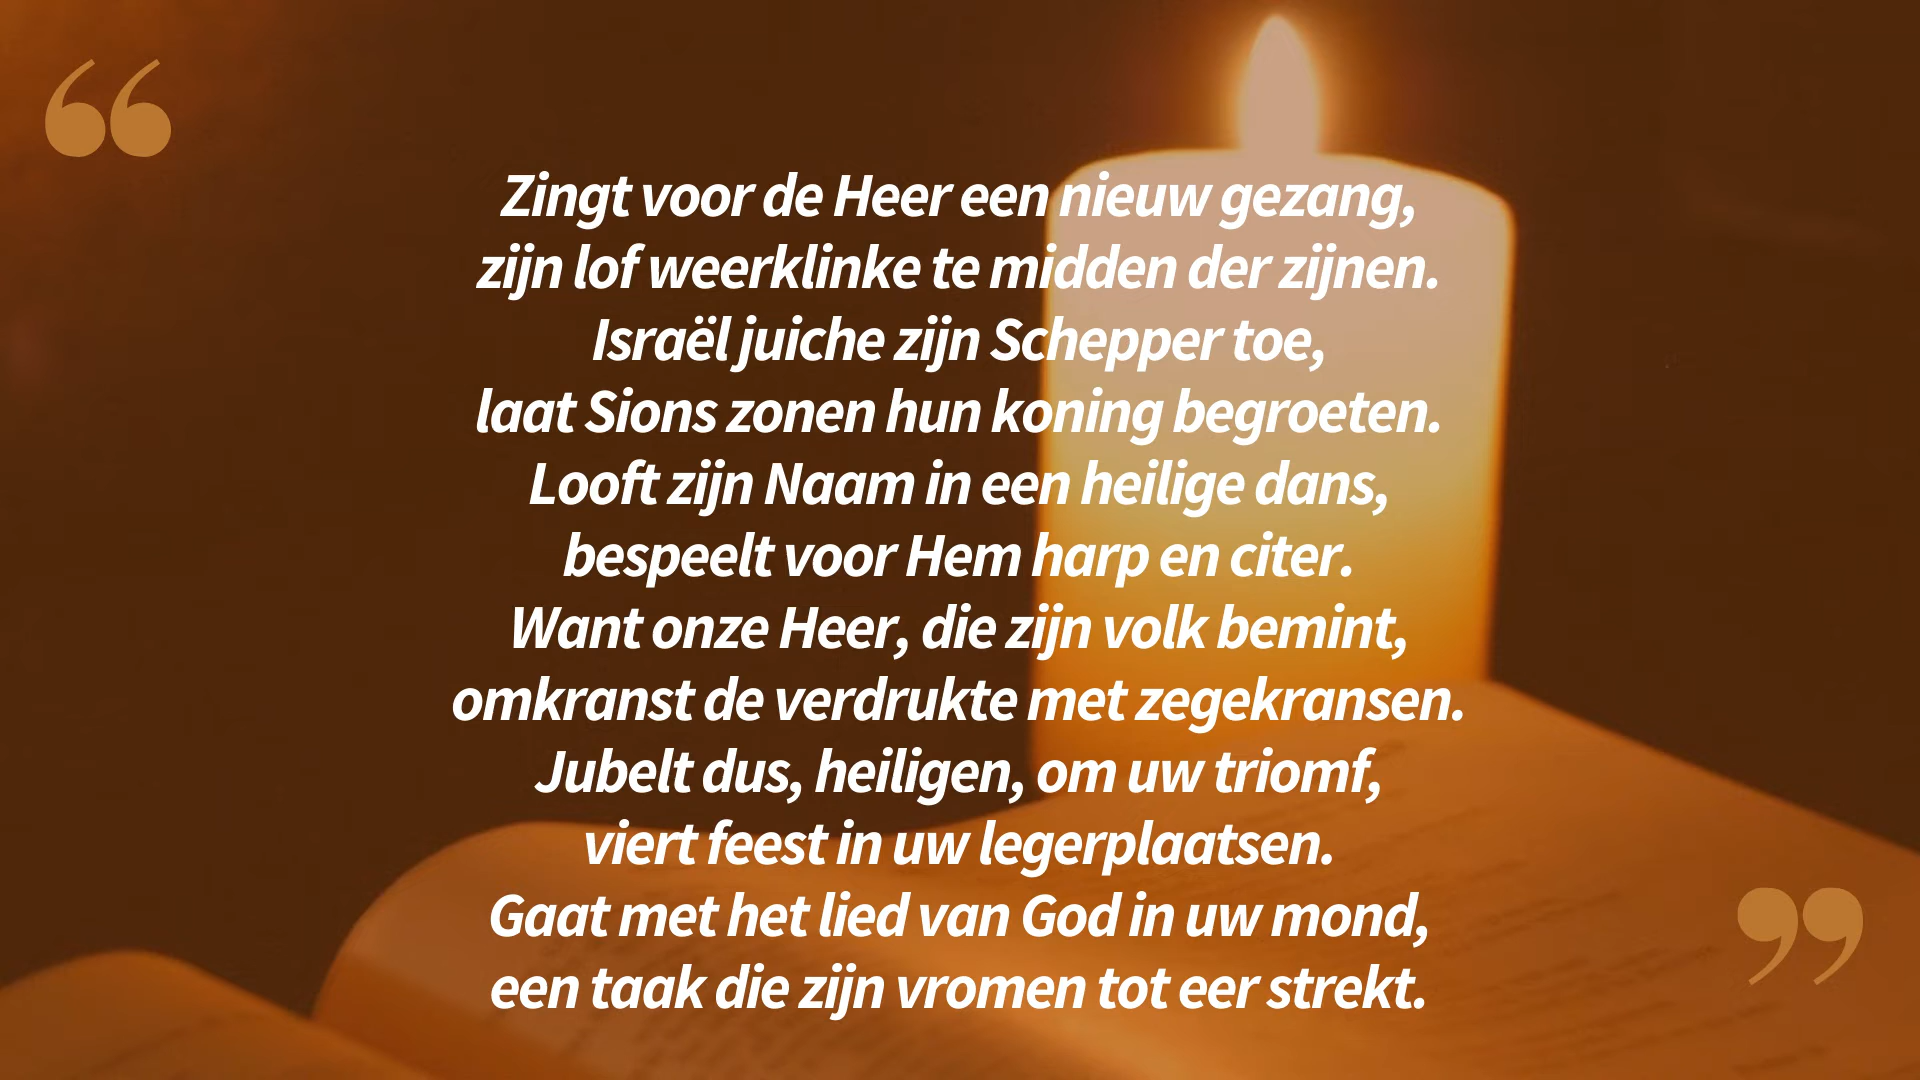 “
Zingt voor de Heer een nieuw gezang,
zijn lof weerklinke te midden der zijnen.
Israël juiche zijn Schepper toe,
laat Sions zonen hun koning begroeten.
Looft zijn Naam in een heilige dans,
bespeelt voor Hem harp en citer.
Want onze Heer, die zijn volk bemint,
omkranst de verdrukte met zegekransen.
Jubelt dus, heiligen, om uw triomf,
viert feest in uw legerplaatsen.
Gaat met het lied van God in uw mond,
een taak die zijn vromen tot eer strekt.
”